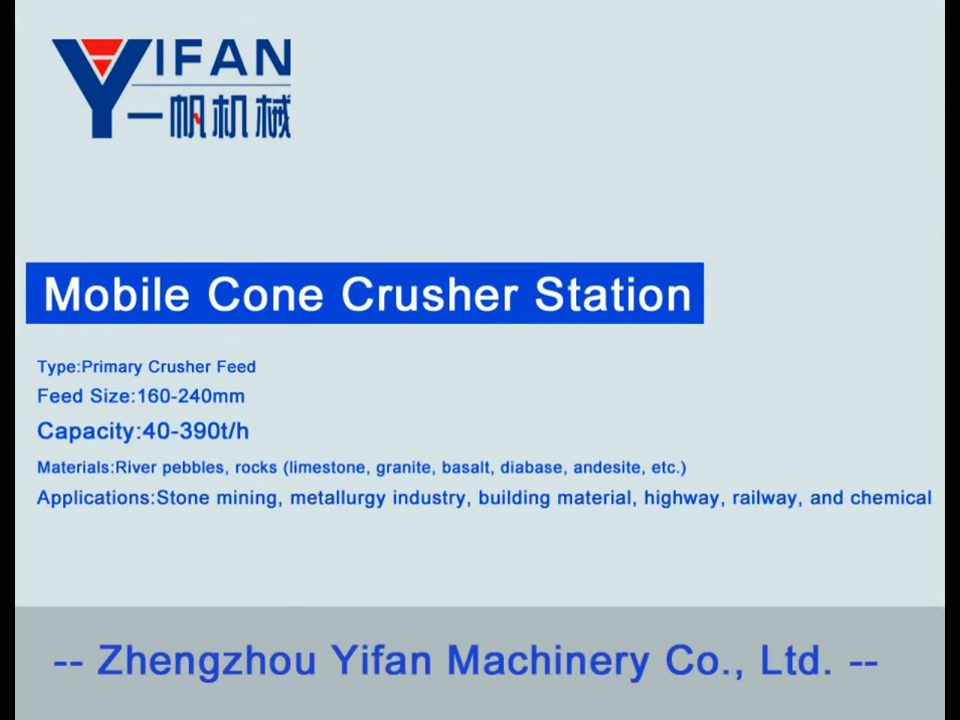 YIFAN
一帆机械
Mobile Cone Crusher Station
Type:Primary Crusher Feed
Feed Size:160-240mm
Capacity:40-390t/h
Materials:River pebbles, rocks (limestone, granite, basalt, diabase, andesite, etc.)
Applications:Stone mining, metallurgy industry, building material, highway, railway, and chemical
-- Zhengzhou Yifan Machinery Co., Ltd. --